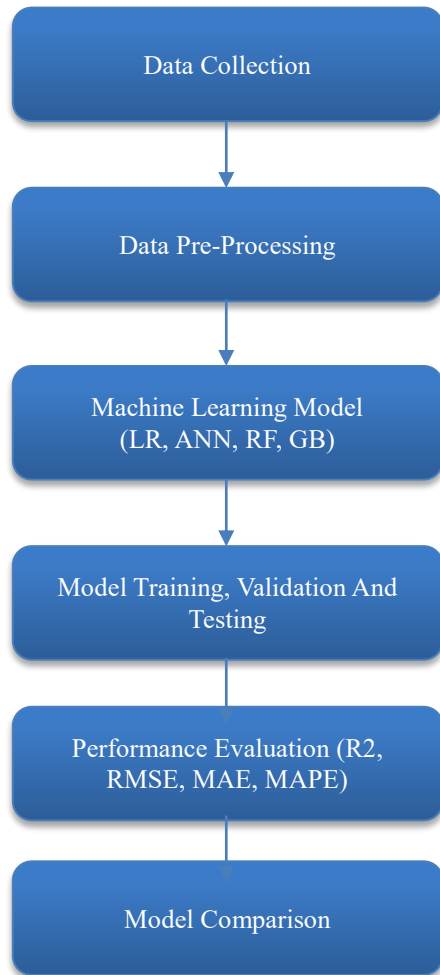 Data Collection
Data Pre-Processing
Machine Learning Model
(LR, ANN, RF, GB)
Model Training, Validation And
Testing
Performance Evaluation (R2,
RMSE, MAE, MAPE)
Model Comparison